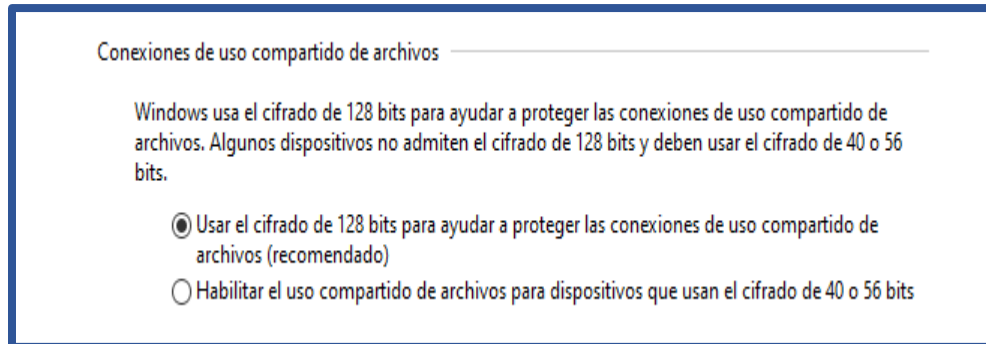 Conexiones de uso compartido de archivos
Windows usa el cifrado de 128 bits para ayudar a proteger las conexiones de uso compartido de
archivos. Algunos dispositivos no admiten el cifrado de 128 bits y deben usar el cifrado de 40 o 56
bits.
Usar el cifrado de 128 bits para ayudar a proteger las conexiones de uso compartido de
archivos (recomendado)
Habilitar el uso compartido de archivos para dispositivos que usan el cifrado de 40 o 56 bits